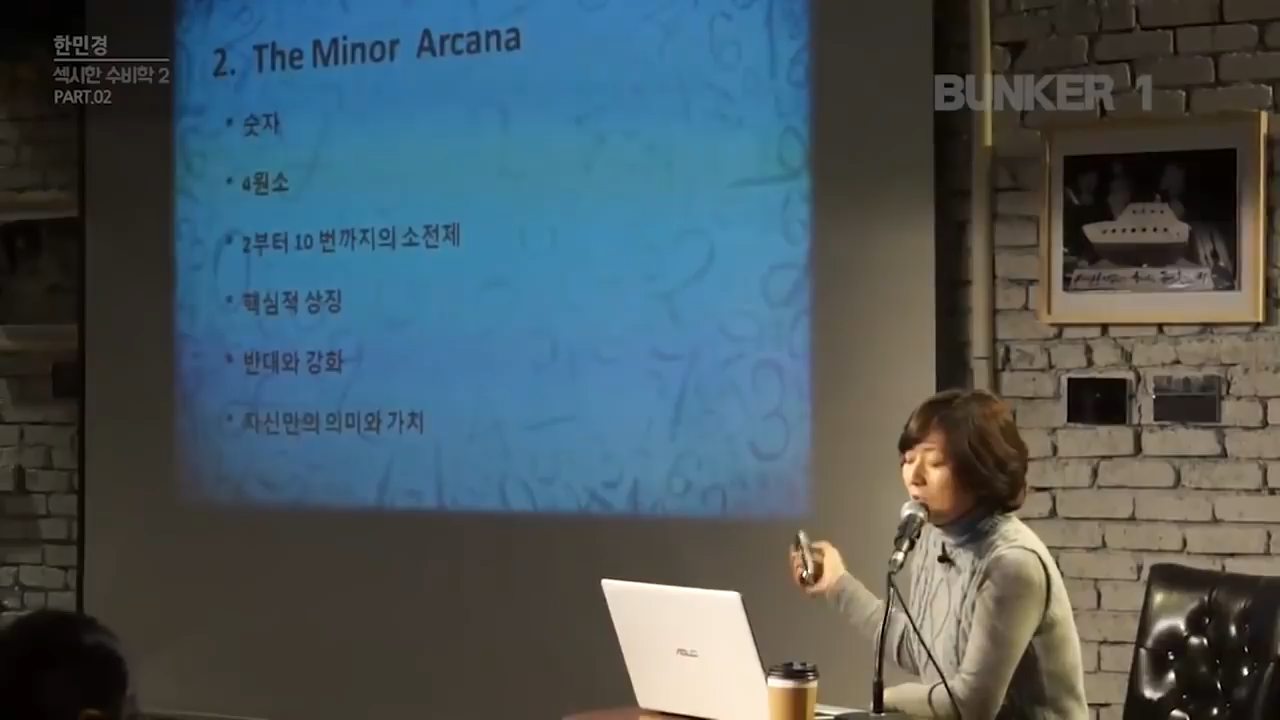 한민경
섹시한 수비학 2
PART.02
BUNKER 1
2. The Minor Arcana
• 숫자
• 4원소
• 2부터 10 번까지의 소전제
• 핵심적 상징
• 반대와 강화
• 자신만의 의미와 가치
ASUS